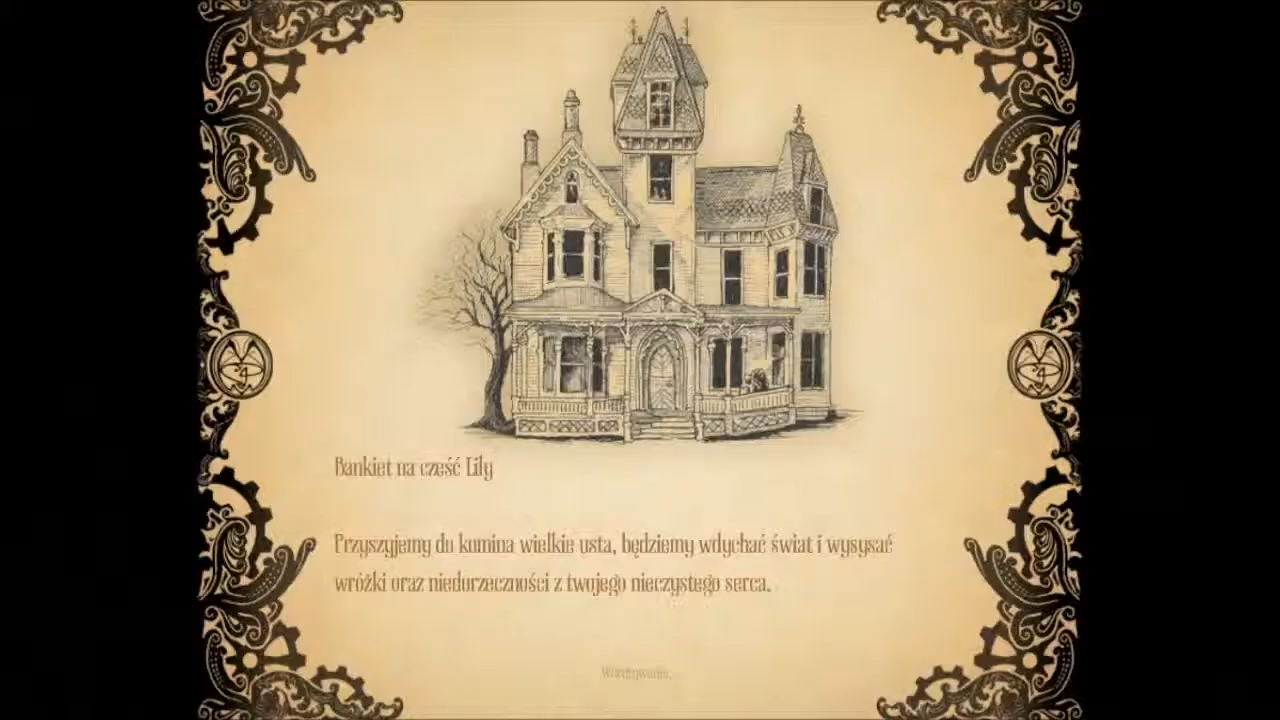 Bankiet na cześć Lily
Przyszyjemy do komina wielkie usta, będziemy wdychać świat i wysysać
wróżki oraz niedorzeczności z twojego nieczystego serca.